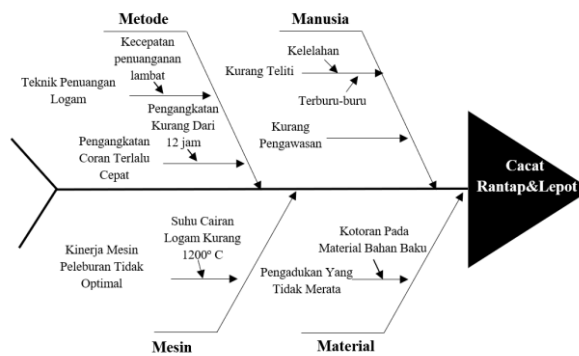 Metode
Manusia
Kecepatan
penuanganan
lambat
Teknik Penuangan
Logam
Pengangkatan
Kurang Dari
12 jam
Pengangkatan
Coran Terlalu
Cepat
Kelelahan
Kurang Teliti
Terburu-buru
Kurang
Pengawasan
Cacat
Rantap&Lepot
Suhu Cairan
Logam Kurang
1200º C
Kinerja Mesin
Peleburan Tidak
Optimal
Kotoran Pada
Material Bahan Baku
Pengadukan Yang
Tidak Merata
Mesin
Material